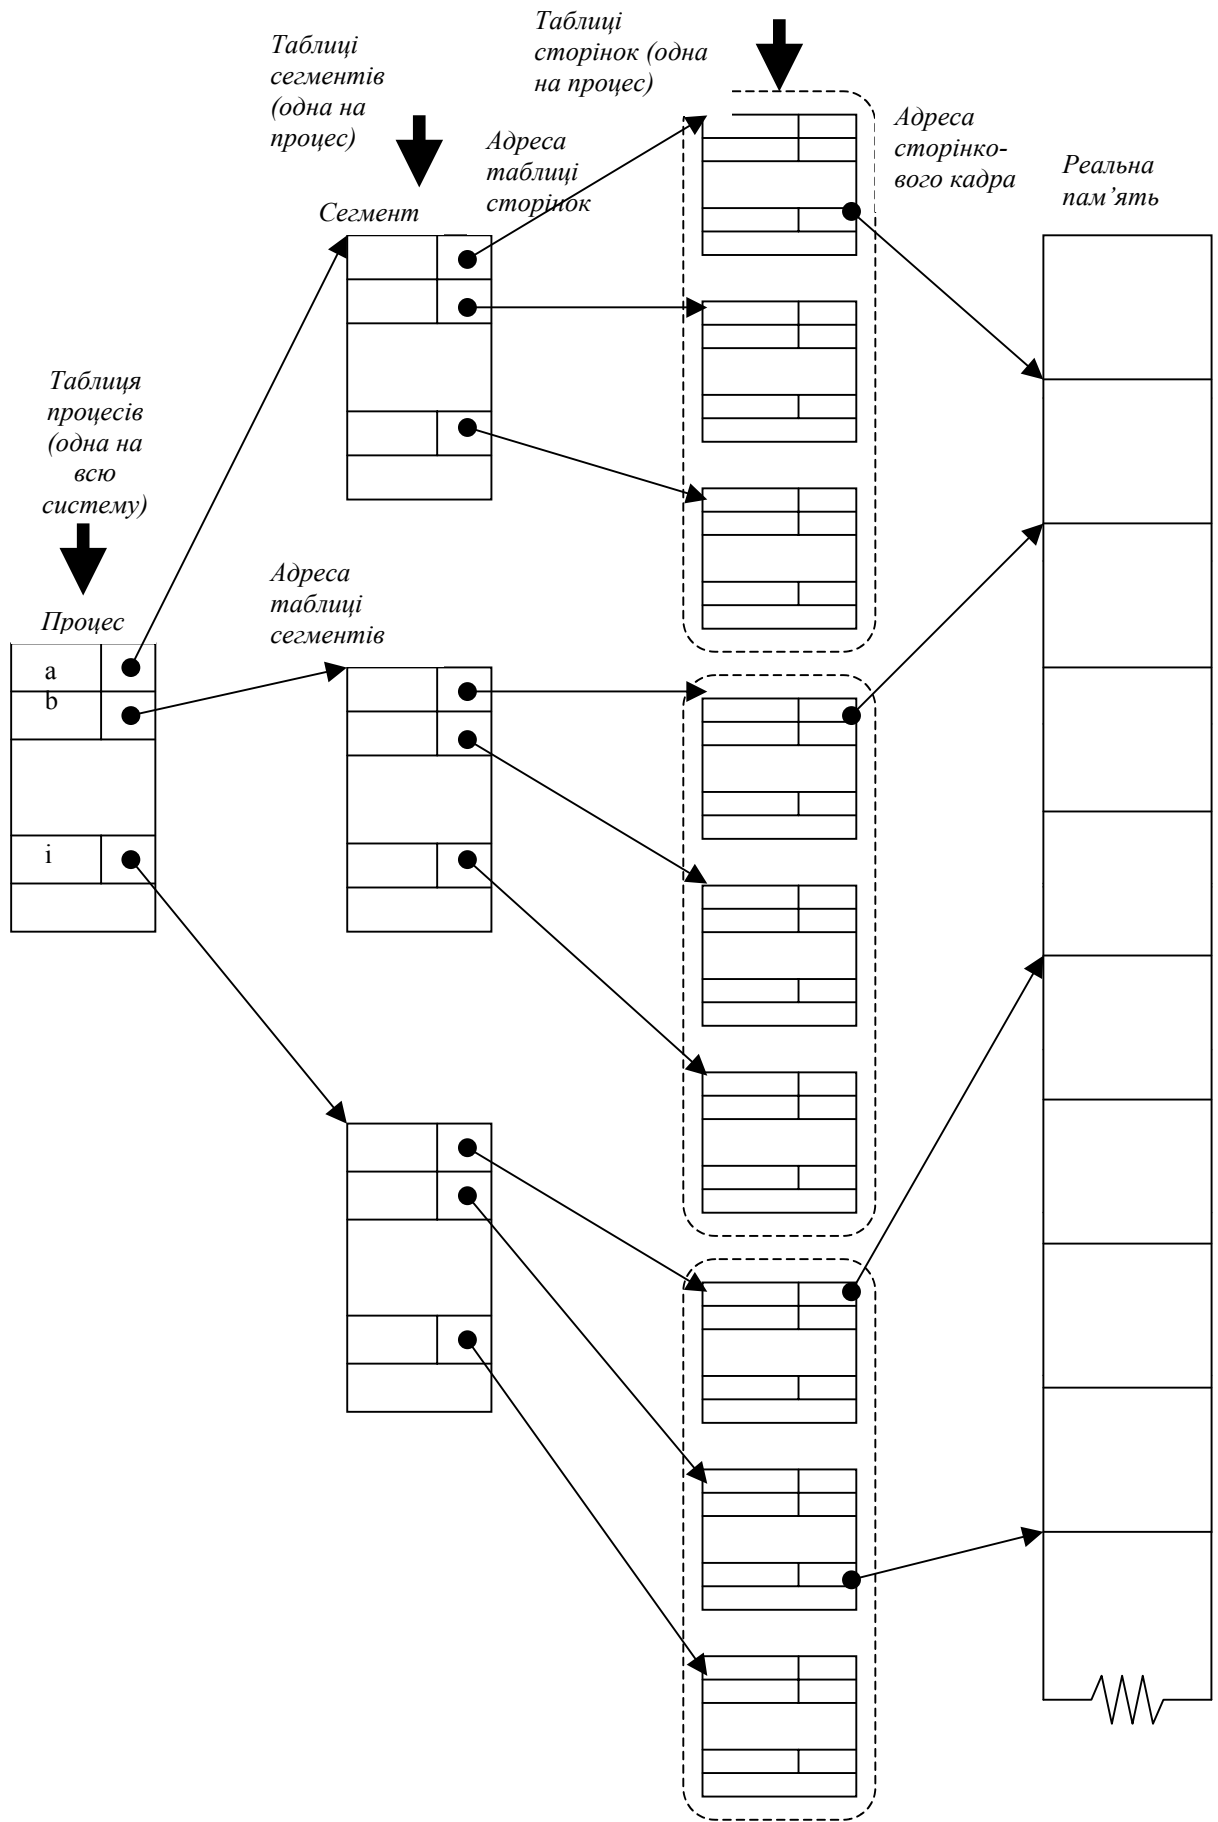 Таблиці
сторінок (одна
на процес)
Таблиці
сегментів
(одна на
процес)
Адреса
таблиці
сторінок
Адреса
сторінко-
вого кадра
Реальна
пам’ять
Сегмент
Таблиця
процесів
(одна на
всю
систему)
Адреса
таблиці
сегментів
Процес
a
b
i